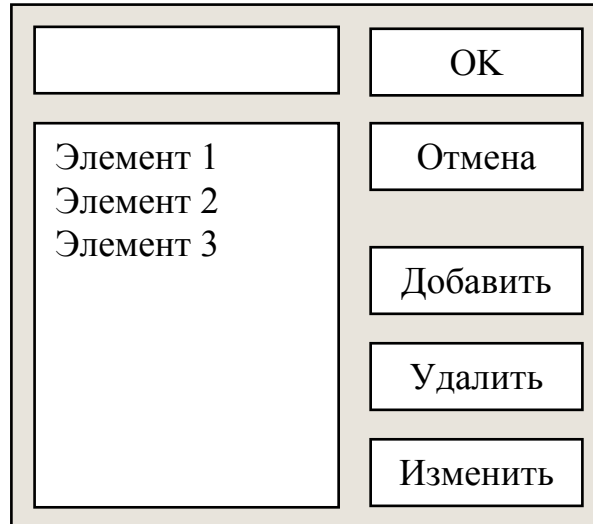 OK
Элемент 1
Элемент 2
Элемент 3
Отмена
Добавить
Удалить
Изменить